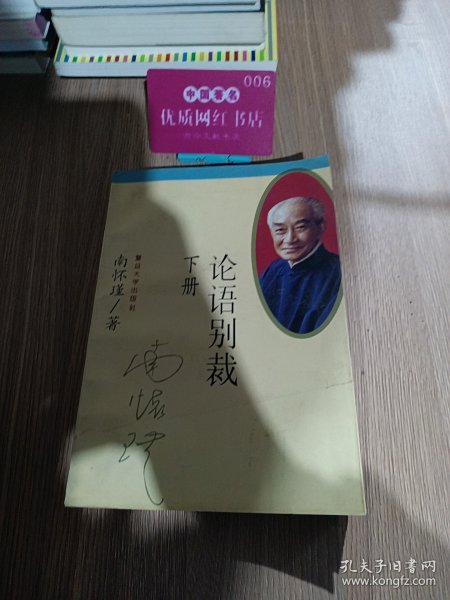 006
中国著名
优质网红书店
论语别裁
下册
南怀瑾/著
复旦大学出版社
南怀瑾
孔夫子旧书网
www.kongfz.com